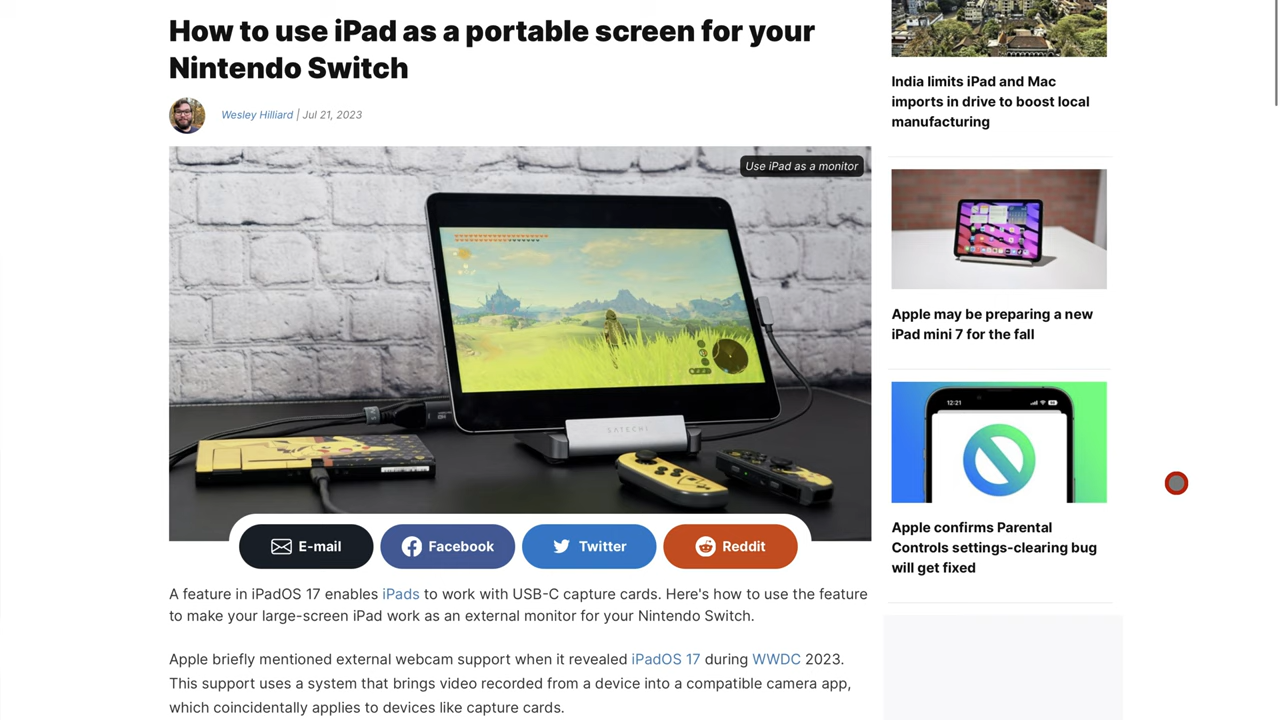 How to use iPad as a portable screen for your
Nintendo Switch
Wesley Hilliard | Jul 21, 2023
Use iPad as a monitor
SATECHI
E-mail
Facebook
Twitter
Reddit
A feature in iPadOS 17 enables iPads to work with USB-C capture cards. Here's how to use the feature
to make your large-screen iPad work as an external monitor for your Nintendo Switch.
Apple briefly mentioned external webcam support when it revealed iPadOS 17 during WWDC 2023.
This support uses a system that brings video recorded from a device into a compatible camera app,
which coincidentally applies to devices like capture cards.
India limits iPad and Mac
imports in drive to boost local
manufacturing
Apple may be preparing a new
iPad mini 7 for the fall
12:21
Apple confirms Parental
Controls settings-clearing bug
will get fixed